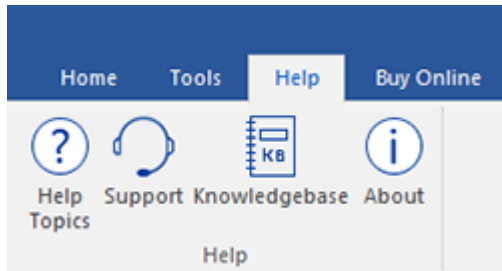 Home Tools Help Buy Online
?
KB
i
Help Topics Support Knowledgebase About
Help